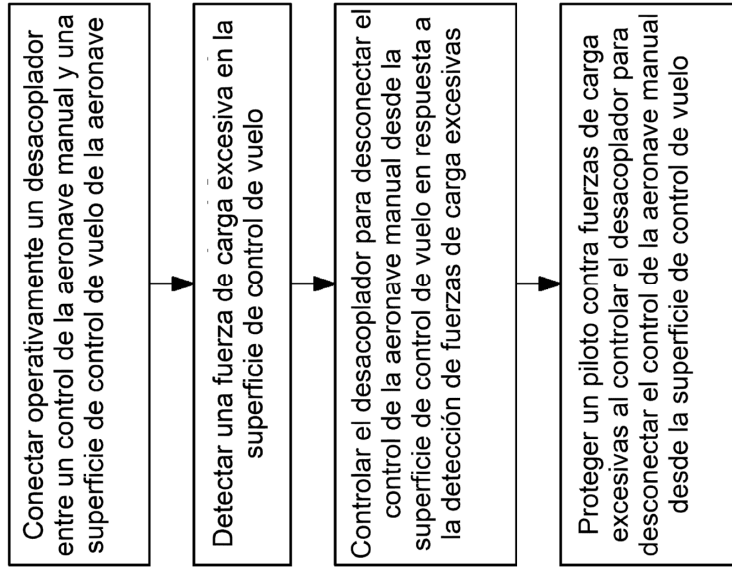 Conectar operativamente un desacoplador
entre un control de la aeronave manual y una
superficie de control de vuelo de la aeronave
Detectar una fuerza de carga excesiva en la
superficie de control de vuelo
Controlar el desacoplador para desconectar el
control de la aeronave manual desde la
superficie de control de vuelo en respuesta a
la detección de fuerzas de carga excesivas
Proteger un piloto contra fuerzas de carga
excesivas al controlar el desacoplador para
desconectar el control de la aeronave manual
desde la superficie de control de vuelo